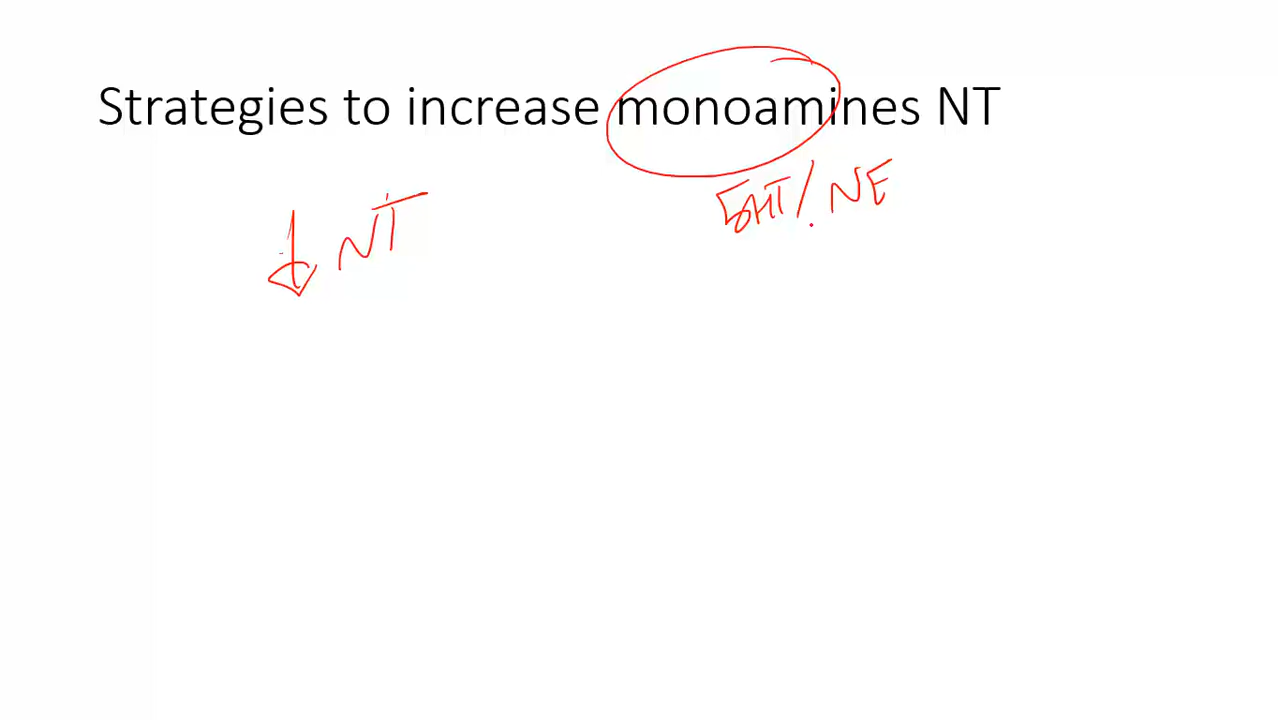 Strategies to increase monoamines NT
5HT/ NE
↓ NT